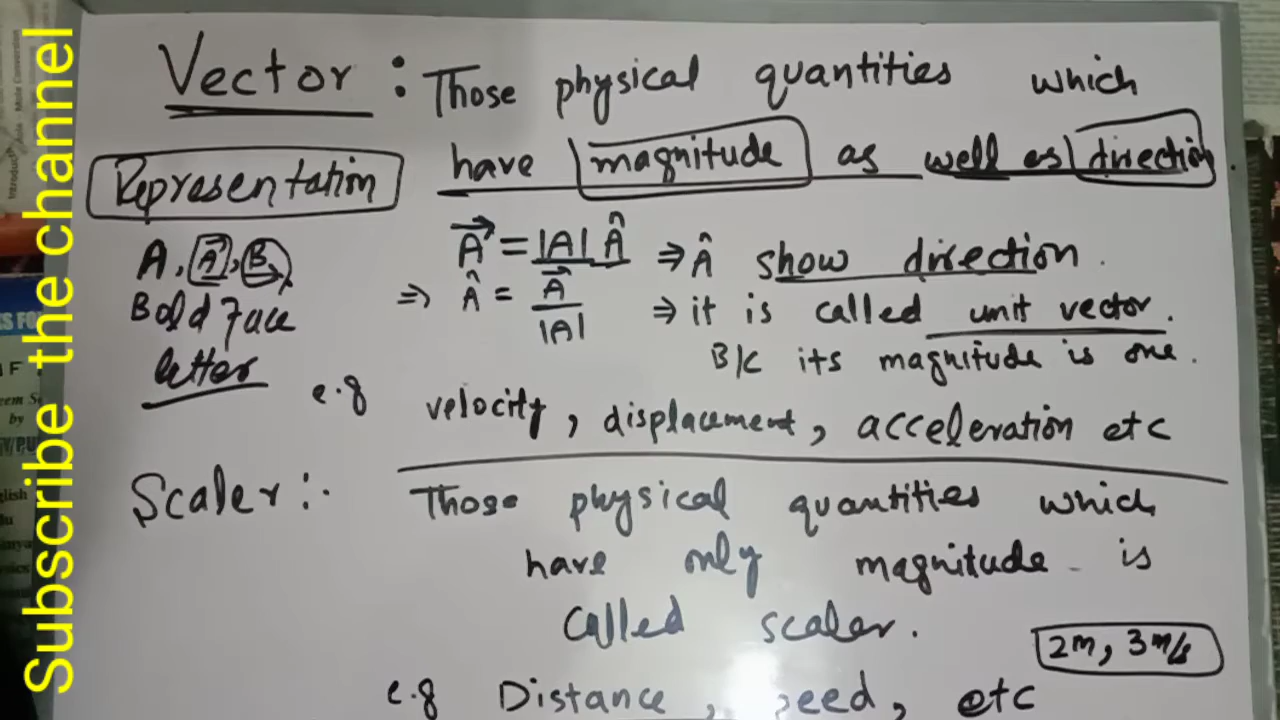 Subscribe the channel
Vector : Those physical quantities which
have magnitude as well as direction.
Representation
A, A⃗, B
Bold face
letter
A⃗ = |A| Â ⇒ Â show direction.
⇒ Â = A⃗ / |A| ⇒ it is called unit vector.
B/c its magnitude is one.
e.g velocity, displacement, acceleration etc
Scaler :- Those physical quantities which
have only magnitude is
called scaler.
2m, 3m/s
e.g Distance, speed, etc